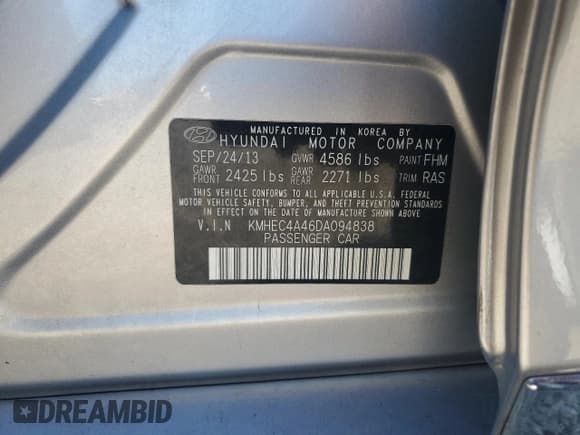 MANUFACTURED IN KOREA BY
HYUNDAI MOTOR COMPANY
SEP/24/13 GVWR 4586 lbs PAINT FHM
GAWR FRONT 2425 lbs GAWR REAR 2271 lbs TRIM RAS
THIS VEHICLE CONFORMS TO ALL APPLICABLE U.S.A. FEDERAL
MOTOR VEHICLE SAFETY, BUMPER, AND THEFT PREVENTION
STANDARDS IN EFFECT ON THE DATE OF MANUFACTURE
SHOWN ABOVE.
V.I.N KMHEC4A46DA094838
PASSENGER CAR
DREAMBID